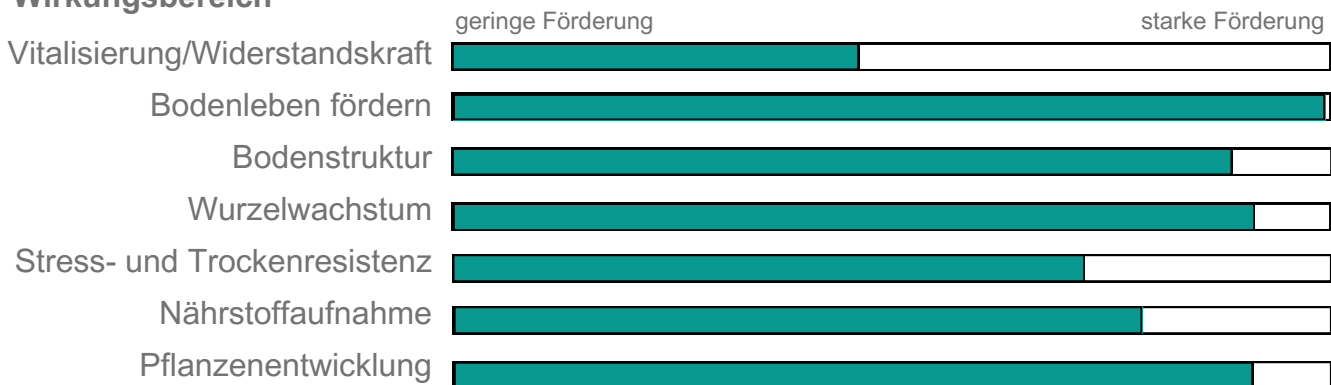 Wirkungsbereich
geringe Förderung starke Förderung
Vitalisierung/Widerstandskraft
Bodenleben fördern
Bodenstruktur
Wurzelwachstum
Stress- und Trockenresistenz
Nährstoffaufnahme
Pflanzenentwicklung